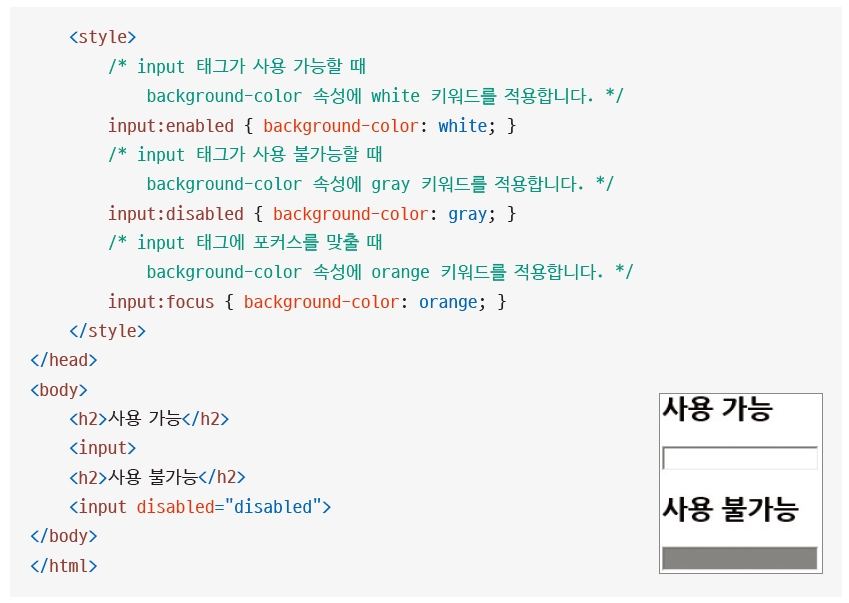 <style>
/* input 태그가 사용 가능할 때
background-color 속성에 white 키워드를 적용합니다. */
input:enabled { background-color: white; }
/* input 태그가 사용 불가능할 때
background-color 속성에 gray 키워드를 적용합니다. */
input:disabled { background-color: gray; }
/* input 태그에 포커스를 맞출 때
background-color 속성에 orange 키워드를 적용합니다. */
input:focus { background-color: orange; }
</style>
</head>
<body>
<h2>사용 가능</h2>
<input>
<h2>사용 불가능</h2>
<input disabled="disabled">
</body>
</html>
사용 가능
사용 불가능